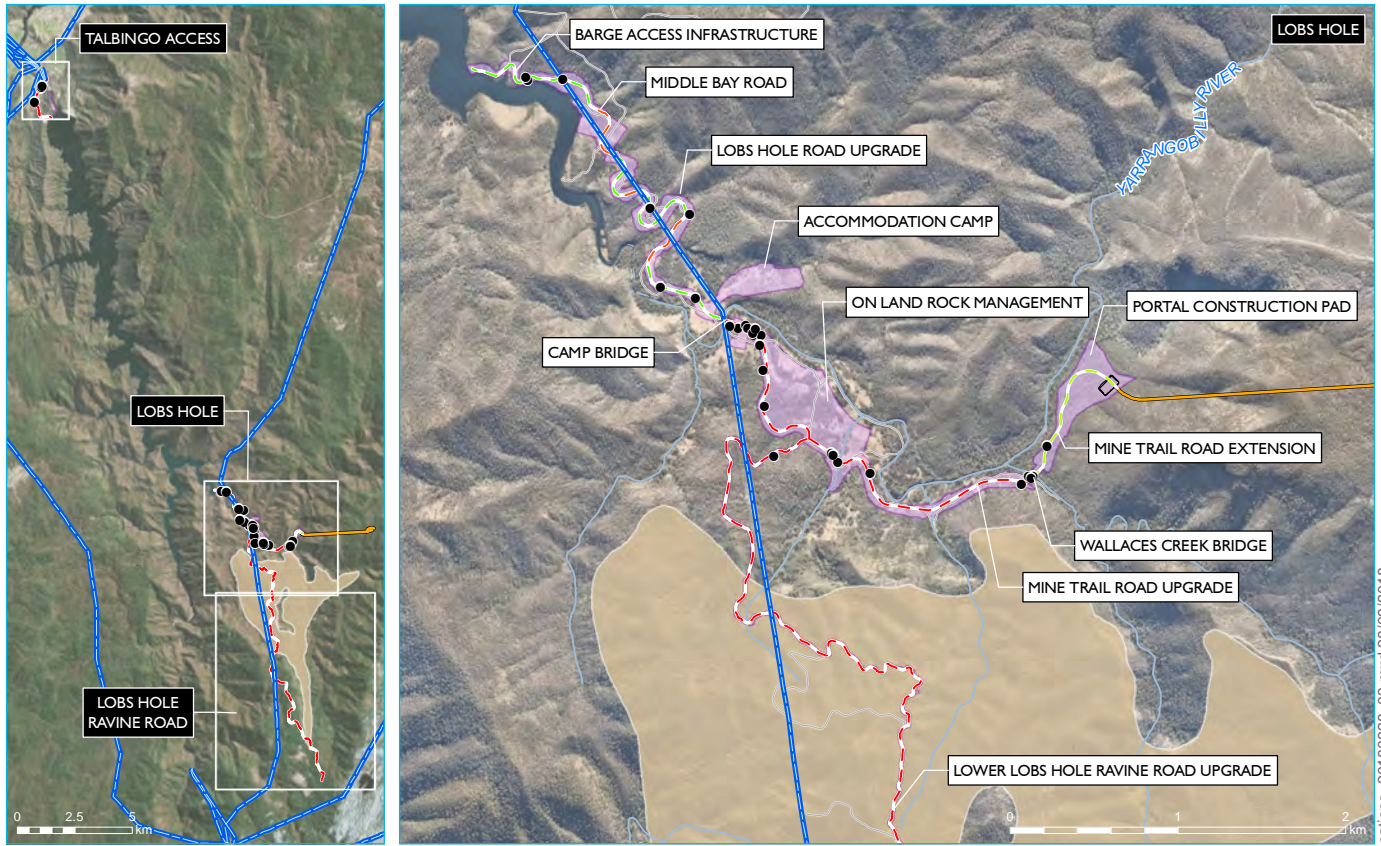 TALBINGO ACCESS
LOBS HOLE
LOBS HOLE
RAVINE ROAD
0 2.5 5
km
LOBS HOLE
BARGE ACCESS INFRASTRUCTURE
MIDDLE BAY ROAD
YARRANGOBILLY RIVER
LOBS HOLE ROAD UPGRADE
ACCOMMODATION CAMP
ON LAND ROCK MANAGEMENT
PORTAL CONSTRUCTION PAD
CAMP BRIDGE
MINE TRAIL ROAD EXTENSION
WALLACES CREEK BRIDGE
MINE TRAIL ROAD UPGRADE
LOWER LOBS HOLE RAVINE ROAD UPGRADE
0 1 2
km